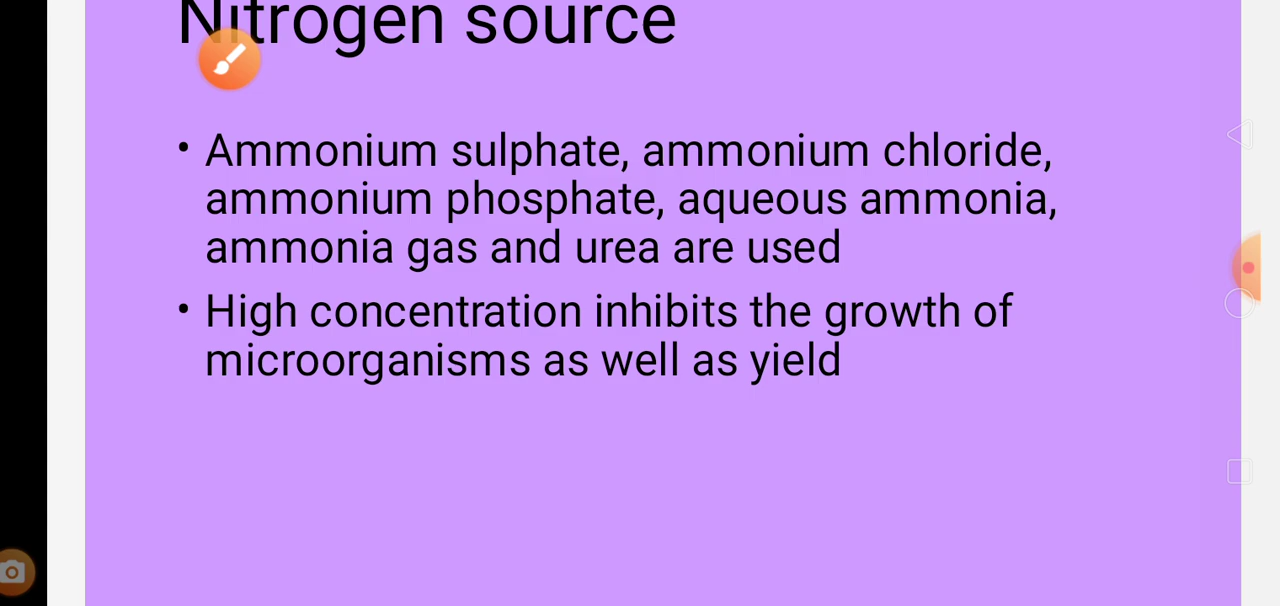 Nitrogen source
• Ammonium sulphate, ammonium chloride,
ammonium phosphate, aqueous ammonia,
ammonia gas and urea are used
• High concentration inhibits the growth of
microorganisms as well as yield